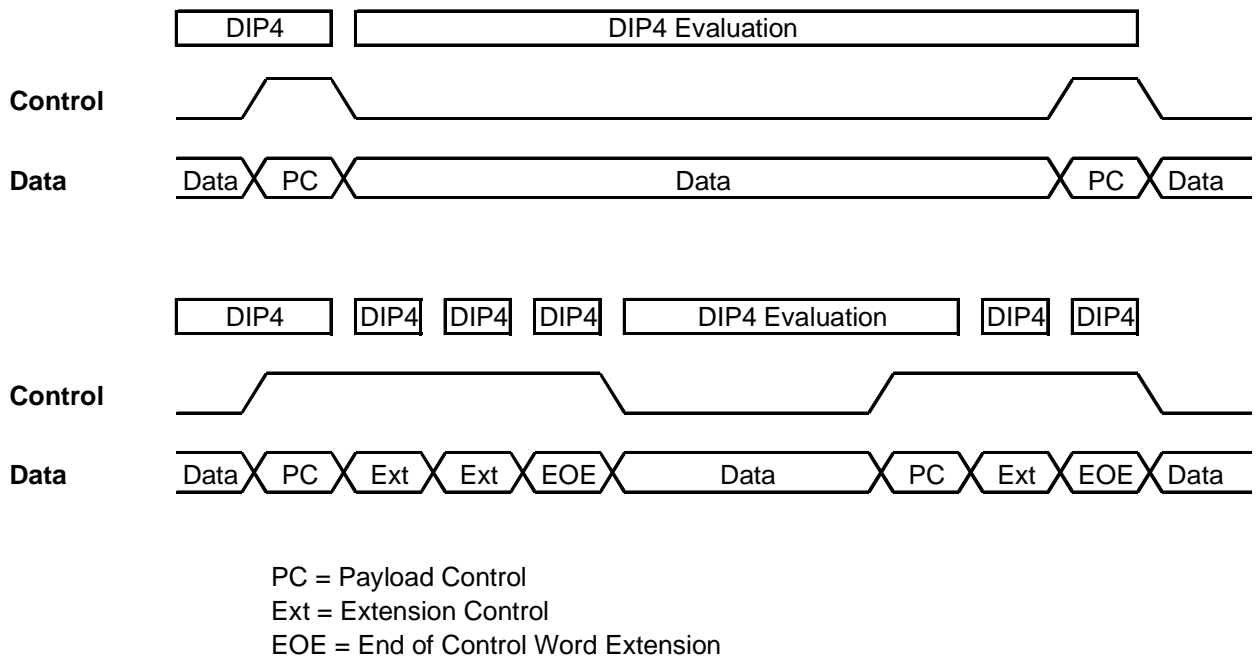 DIP4 DIP4 Evaluation
Control
Data Data PC Data PC Data
DIP4 DIP4 DIP4 DIP4 DIP4 Evaluation DIP4 DIP4
Control
Data Data PC Ext Ext EOE Data PC Ext EOE Data
PC = Payload Control
Ext = Extension Control
EOE = End of Control Word Extension